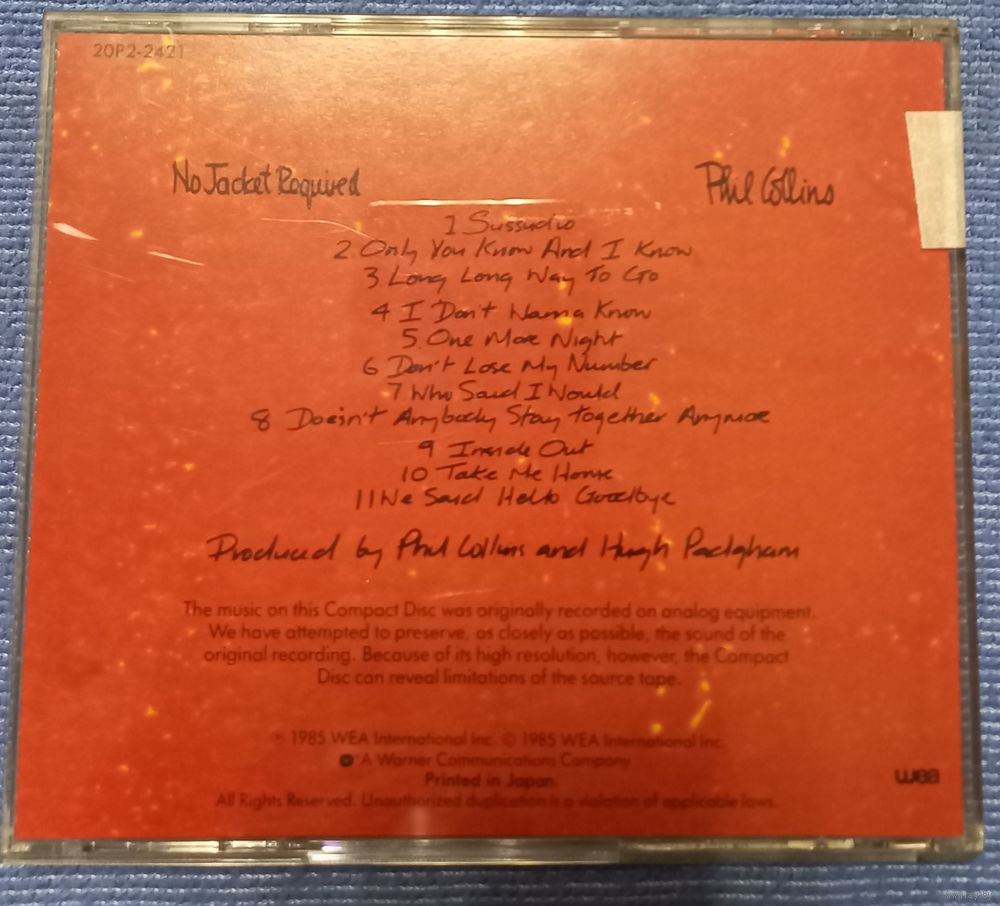 20P2-2421
No Jacket Required
Phil Collins
1 Sussudio
2 Only You Know And I Know
3 Long Long Way To Go
4 I Don't Wanna Know
5 One More Night
6 Don't Lose My Number
7 Who Said I Would
8 Doesn't Anybody Stay Together Anymore
9 Inside Out
10 Take Me Home
11 We Said Hello Goodbye
Produced by Phil Collins and Hugh Padgham
The music on this Compact Disc was originally recorded on analog equipment.
We have attempted to preserve, as closely as possible, the sound of the
original recording. Because of its high resolution, however, the Compact
Disc can reveal limitations of the source tape.
℗ 1985 WEA International Inc. © 1985 WEA International Inc.
A Warner Communications Company
Printed in Japan.
All Rights Reserved. Unauthorized duplication is a violation of applicable laws.
wea